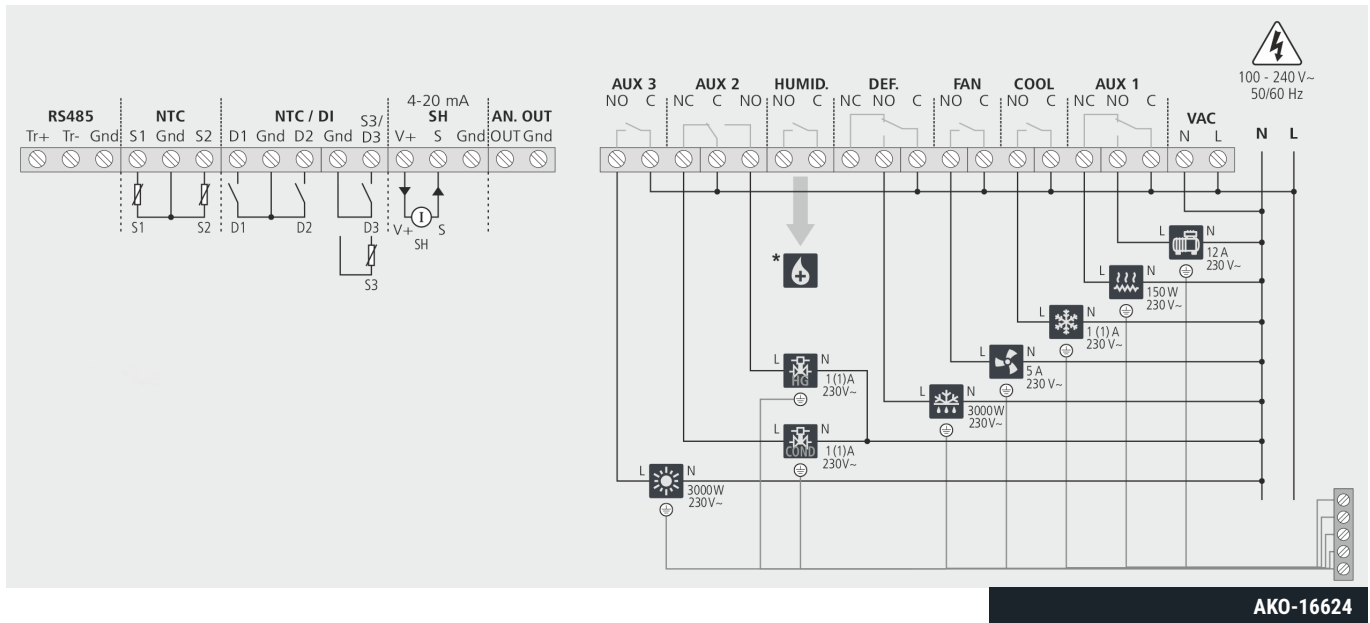 RS485
Tr+ Tr- Gnd
NTC
S1 Gnd S2
NTC / DI
S3/
D1 Gnd D2 Gnd D3
4-20 mA
SH
V+ S Gnd
AN. OUT
OUT Gnd
S1 S2
D1 D2
D3
S3
V+ I S
SH
AUX 3
NO C
AUX 2
NC C NO
HUMID.
NO C
DEF.
NC NO C
FAN
NO C
COOL
NO C
AUX 1
NC NO C
VAC
N L
100 - 240 V~
50/60 Hz
N L
L N
12 A
230 V~
L N
150 W
230 V~
L N
1 (1) A
230 V~
L N
5 A
230 V~
L N
3000 W
230 V~
*
L N
HG
1 (1) A
230V~
L N
COND
1 (1) A
230V~
L N
3000 W
230 V~
AKO-16624